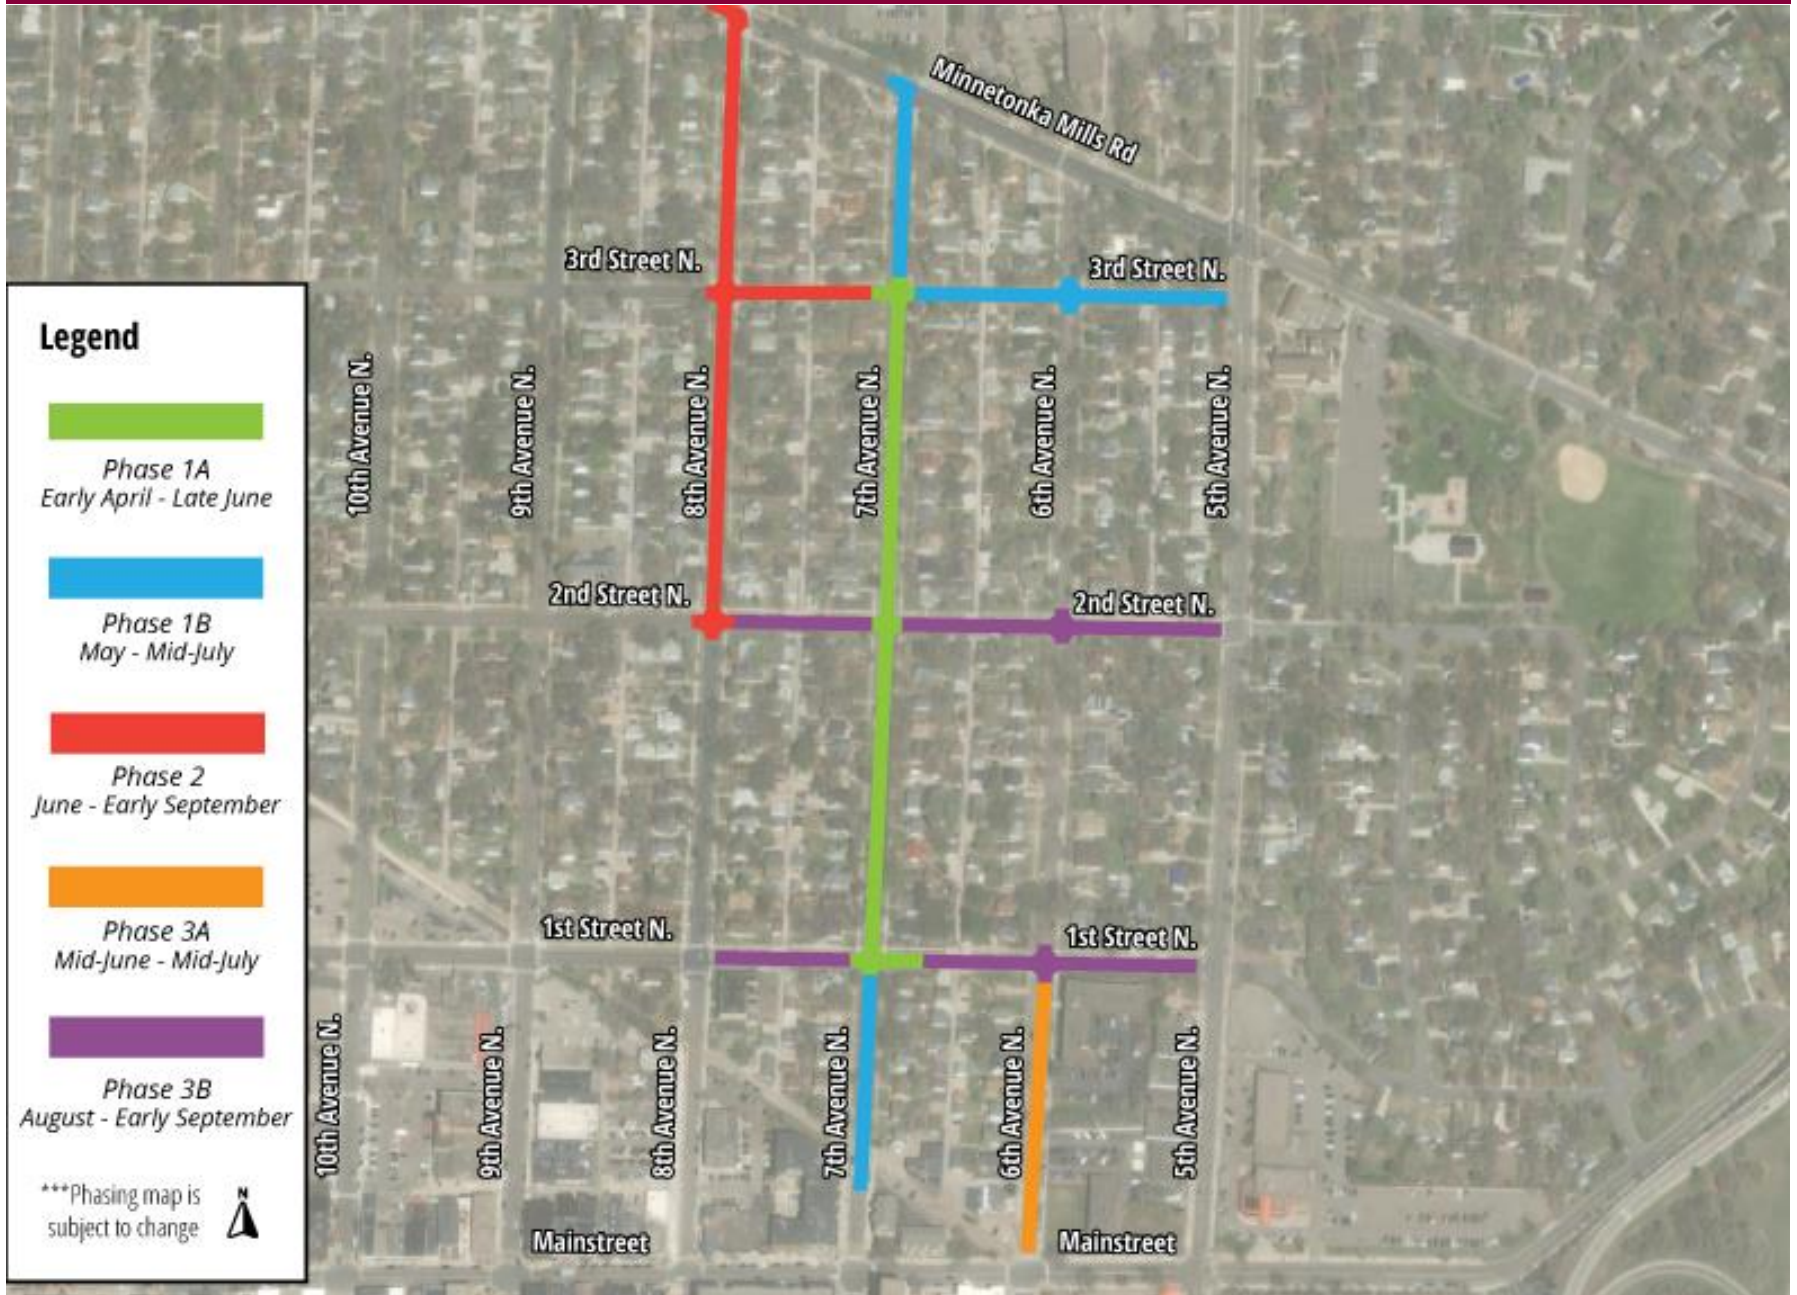 Minnetonka Mills Rd
3rd Street N.
3rd Street N.
Legend
Phase 1A
Early April - Late June
Phase 1B
May - Mid-July
Phase 2
June - Early September
Phase 3A
Mid-June - Mid-July
Phase 3B
August - Early September
***Phasing map is
subject to change
N
10th Avenue N.
9th Avenue N.
8th Avenue N.
7th Avenue N.
6th Avenue N.
5th Avenue N.
2nd Street N.
2nd Street N.
1st Street N.
1st Street N.
10th Avenue N.
9th Avenue N.
8th Avenue N.
7th Avenue N.
6th Avenue N.
5th Avenue N.
Mainstreet
Mainstreet